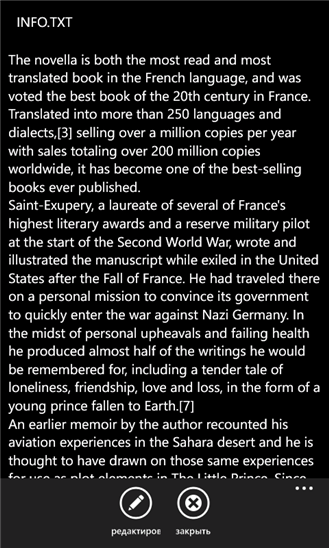 INFO.TXT
The novella is both the most read and most
translated book in the French language, and was
voted the best book of the 20th century in France.
Translated into more than 250 languages and
dialects,[3] selling over a million copies per year
with sales totaling over 200 million copies
worldwide, it has become one of the best-selling
books ever published.
Saint-Exupery, a laureate of several of France's
highest literary awards and a reserve military pilot
at the start of the Second World War, wrote and
illustrated the manuscript while exiled in the United
States after the Fall of France. He had traveled there
on a personal mission to convince its government
to quickly enter the war against Nazi Germany. In
the midst of personal upheavals and failing health
he produced almost half of the writings he would
be remembered for, including a tender tale of
loneliness, friendship, love and loss, in the form of a
young prince fallen to Earth.[7]
An earlier memoir by the author recounted his
aviation experiences in the Sahara desert and he is
thought to have drawn on those same experiences
for use as plot elements in The Little Prince. Since
редактиров закрыть